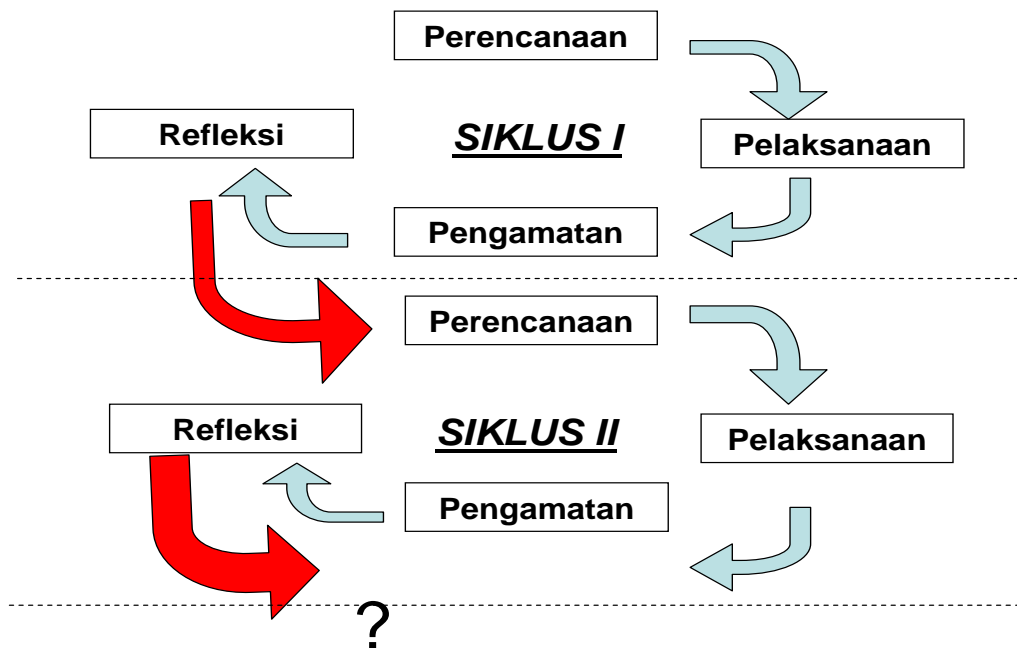 Perencanaan
Refleksi
SIKLUS I
Pelaksanaan
Pengamatan
Perencanaan
Refleksi
SIKLUS II
Pelaksanaan
Pengamatan
?